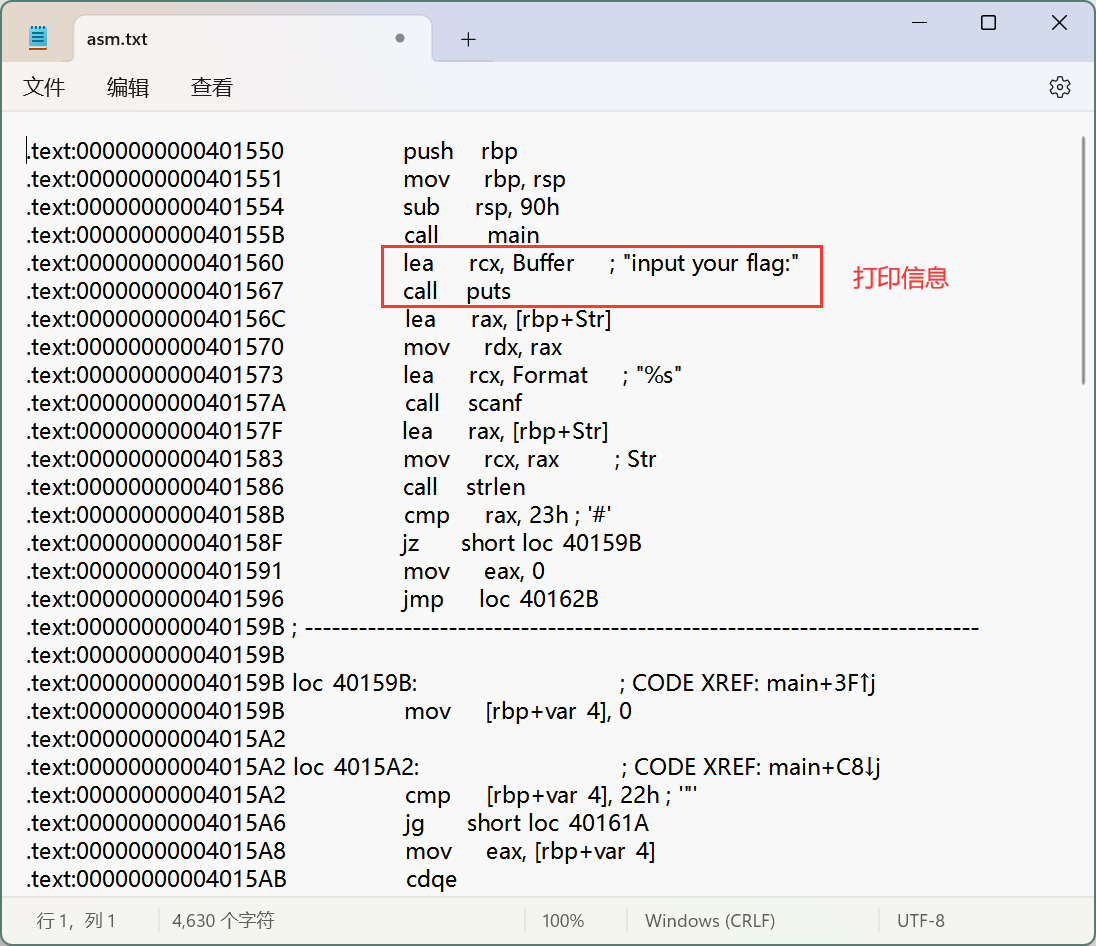 asm.txt
文件 编辑 查看
.text:0000000000401550 push rbp
.text:0000000000401551 mov rbp, rsp
.text:0000000000401554 sub rsp, 90h
.text:000000000040155B call main
.text:0000000000401560 lea rcx, Buffer ; "input your flag:"
.text:0000000000401567 call puts
打印信息
.text:000000000040156C lea rax, [rbp+Str]
.text:0000000000401570 mov rdx, rax
.text:0000000000401573 lea rcx, Format ; "%s"
.text:000000000040157A call scanf
.text:000000000040157F lea rax, [rbp+Str]
.text:0000000000401583 mov rcx, rax ; Str
.text:0000000000401586 call strlen
.text:000000000040158B cmp rax, 23h ; '#'
.text:000000000040158F jz short loc 40159B
.text:0000000000401591 mov eax, 0
.text:0000000000401596 jmp loc 40162B
.text:000000000040159B ; ---------------------------------------------------------------------------
.text:000000000040159B
.text:000000000040159B loc 40159B: ; CODE XREF: main+3F↑j
.text:000000000040159B mov [rbp+var 4], 0
.text:00000000004015A2
.text:00000000004015A2 loc 4015A2: ; CODE XREF: main+C8↓j
.text:00000000004015A2 cmp [rbp+var 4], 22h ; '"'
.text:00000000004015A6 jg short loc 40161A
.text:00000000004015A8 mov eax, [rbp+var 4]
.text:00000000004015AB cdqe
行 1，列 1 4,630 个字符 100% Windows (CRLF) UTF-8